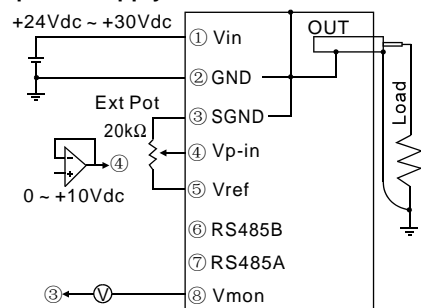 +24Vdc ~ +30Vdc
① Vin
OUT
② GND
Ext Pot
20kΩ
③ SGND
Load
④ Vp-in
④
0 ~ +10Vdc
⑤ Vref
⑥ RS485B
⑦ RS485A
③
V
⑧ Vmon